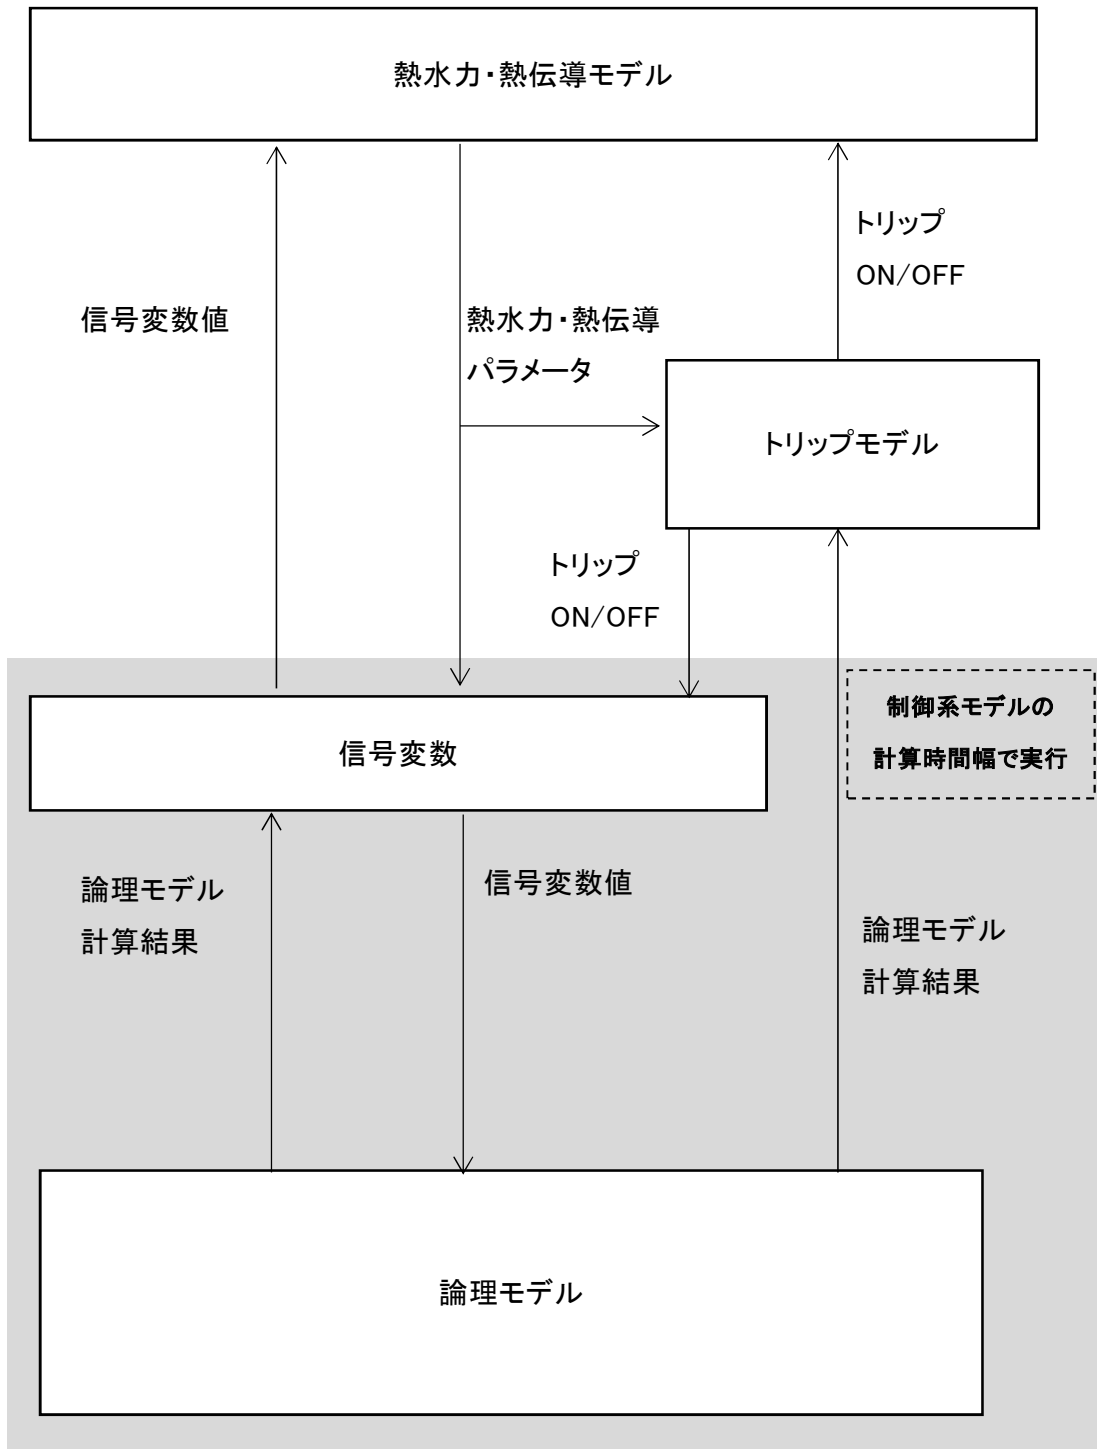 熱水力・熱伝導モデル
トリップ
ON/OFF
信号変数値
熱水力・熱伝導
パラメータ
トリップモデル
トリップ
ON/OFF
制御系モデルの
計算時間幅で実行
信号変数
論理モデル
計算結果
信号変数値
論理モデル
計算結果
論理モデル